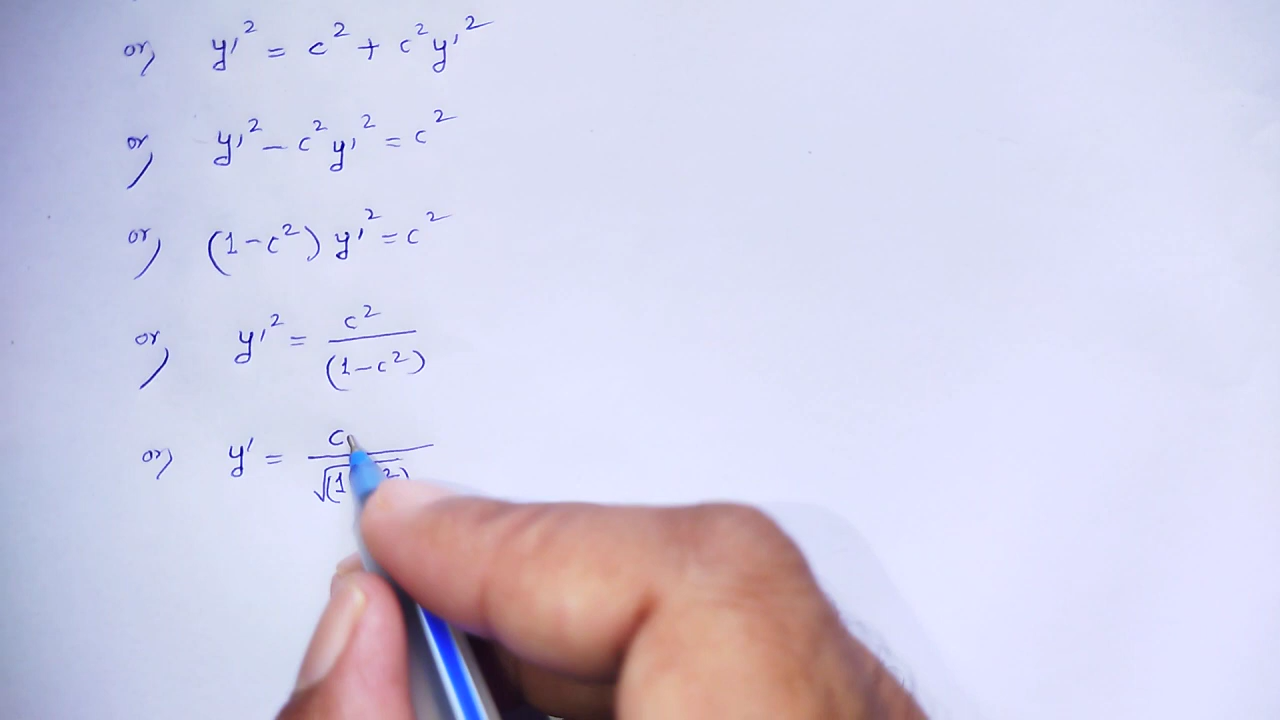 or, y'² = c² + c²y'²
or, y'² - c²y'² = c²
or, (1-c²) y'² = c²
or, y'² = c² / (1-c²)
or, y' = c / √(1 2)